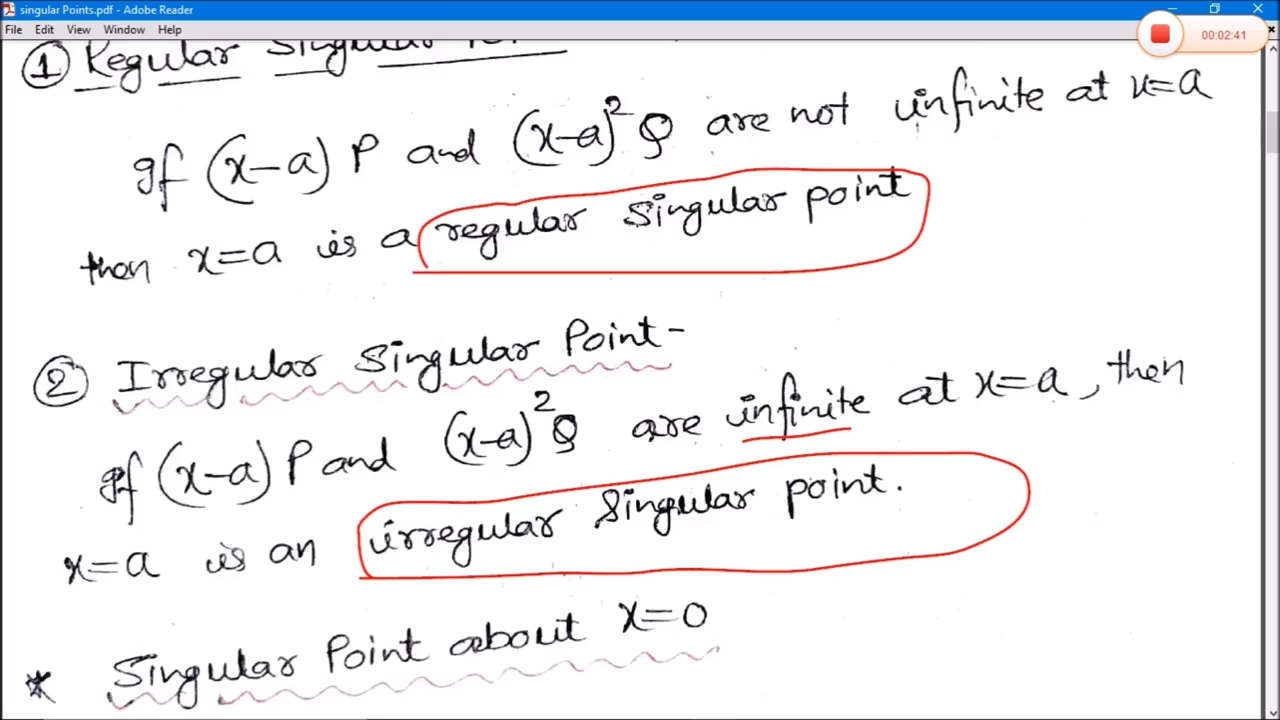 singular Points.pdf - Adobe Reader
File Edit View Window Help
00:02:41
① Regular Singular
If (x-a) P and (x-a)² Q are not infinite at x=a
then x=a is a regular singular point
② Irregular Singular Point-
If (x-a) P and (x-a)² Q are infinite at x=a, then
x=a is an irregular singular point.
* Singular Point about x=0